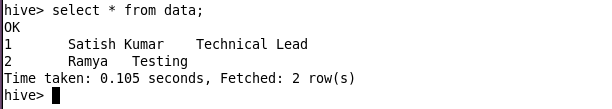 hive> select * from data;
OK
1       Satish Kumar    Technical Lead
2       Ramya   Testing
Time taken: 0.105 seconds, Fetched: 2 row(s)
hive>